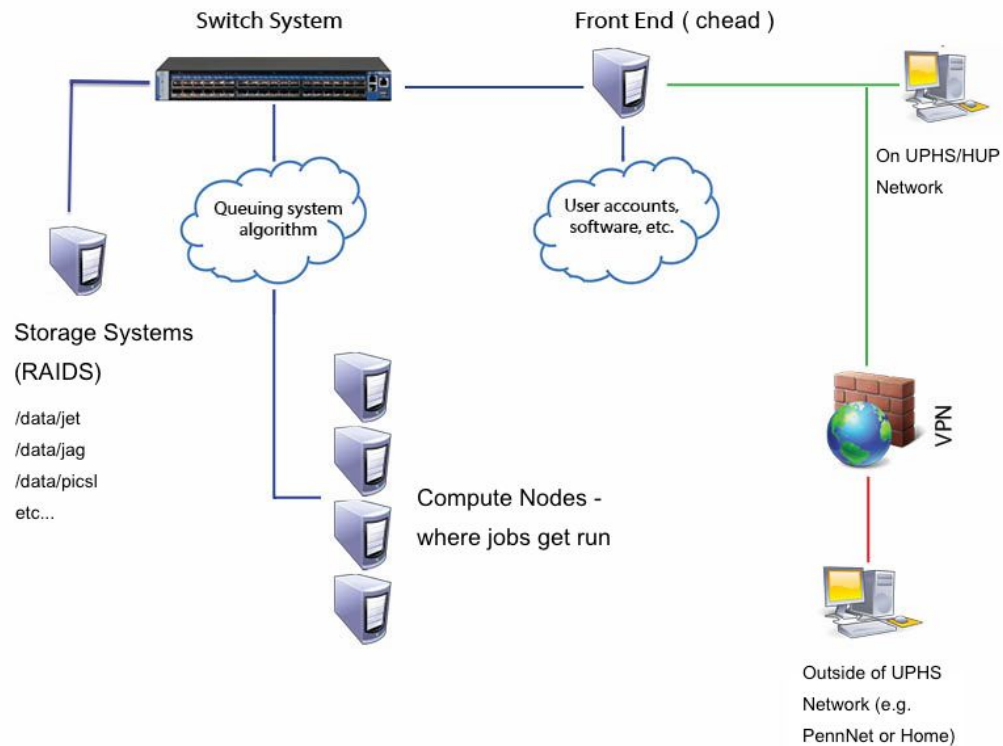 Switch System
Front End ( chead )
On UPHS/HUP
Network
Queuing system
algorithm
User accounts,
software, etc.
Storage Systems
(RAIDS)
/data/jet
/data/jag
/data/picsl
etc...
VPN
Compute Nodes -
where jobs get run
Outside of UPHS
Network (e.g.
PennNet or Home)